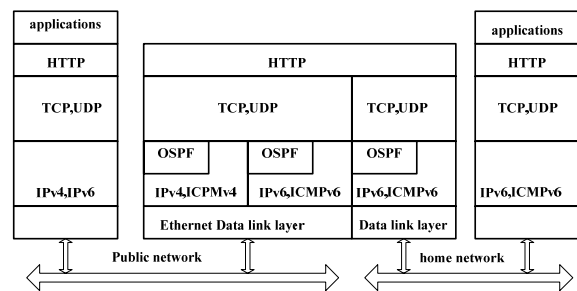 applications
HTTP
TCP,UDP
IPv4,IPv6
HTTP
TCP,UDP
TCP,UDP
OSPF
OSPF
OSPF
IPv4,ICPMv4
IPv6,ICMPv6
IPv6,ICMPv6
Ethernet Data link layer
Data link layer
applications
HTTP
TCP,UDP
IPv6,ICMPv6
Public network
home network